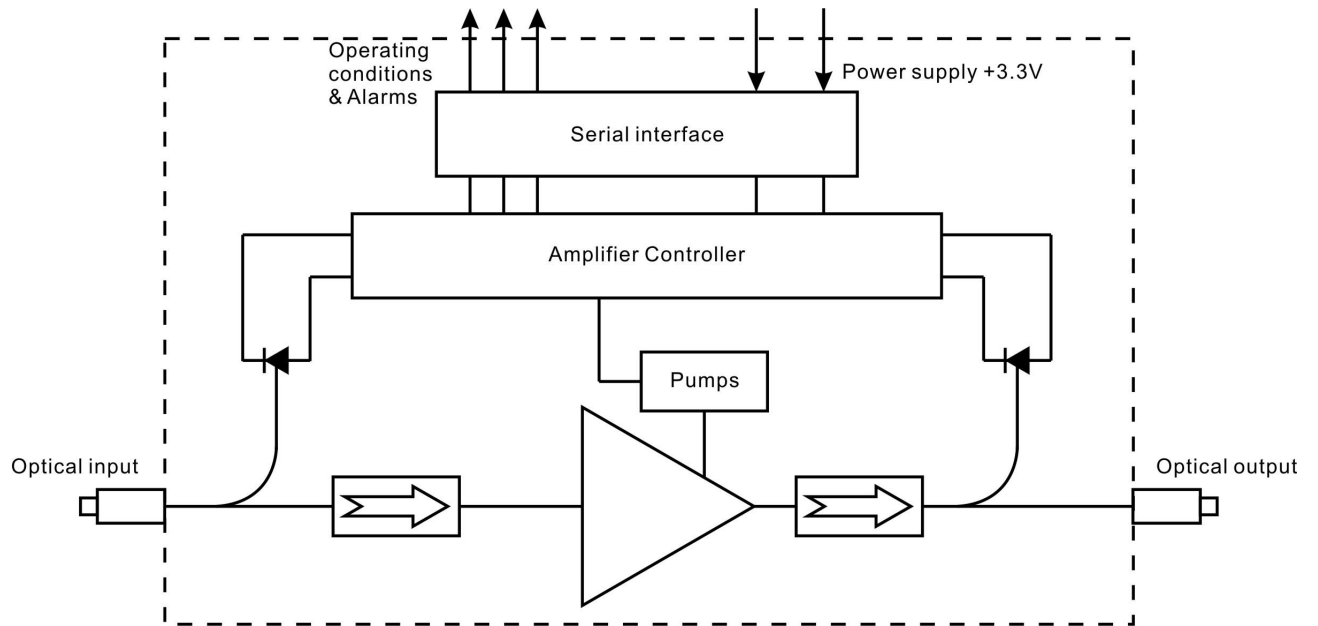 Operating
conditions
& Alarms
Power supply +3.3V
Serial interface
Amplifier Controller
Pumps
Optical input
Optical output